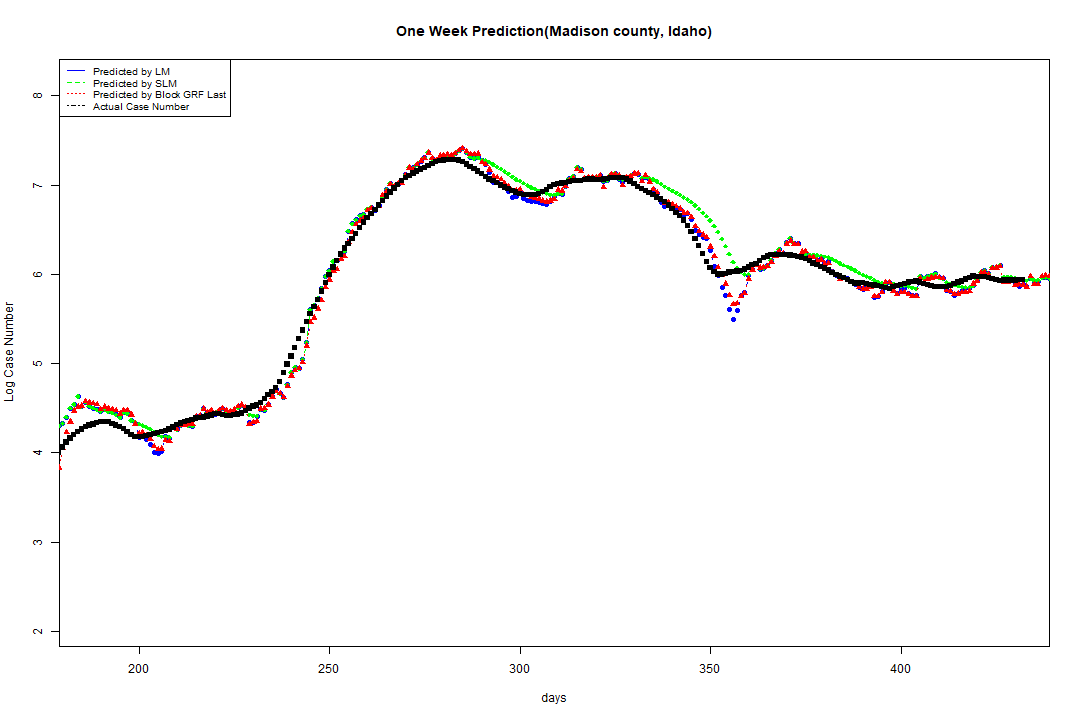 One Week Prediction(Madison county, Idaho)
Predicted by LM
Predicted by SLM
Predicted by Block GRF Last
Actual Case Number
8
7
6
5
4
3
2
Log Case Number
200 250 300 350 400
days